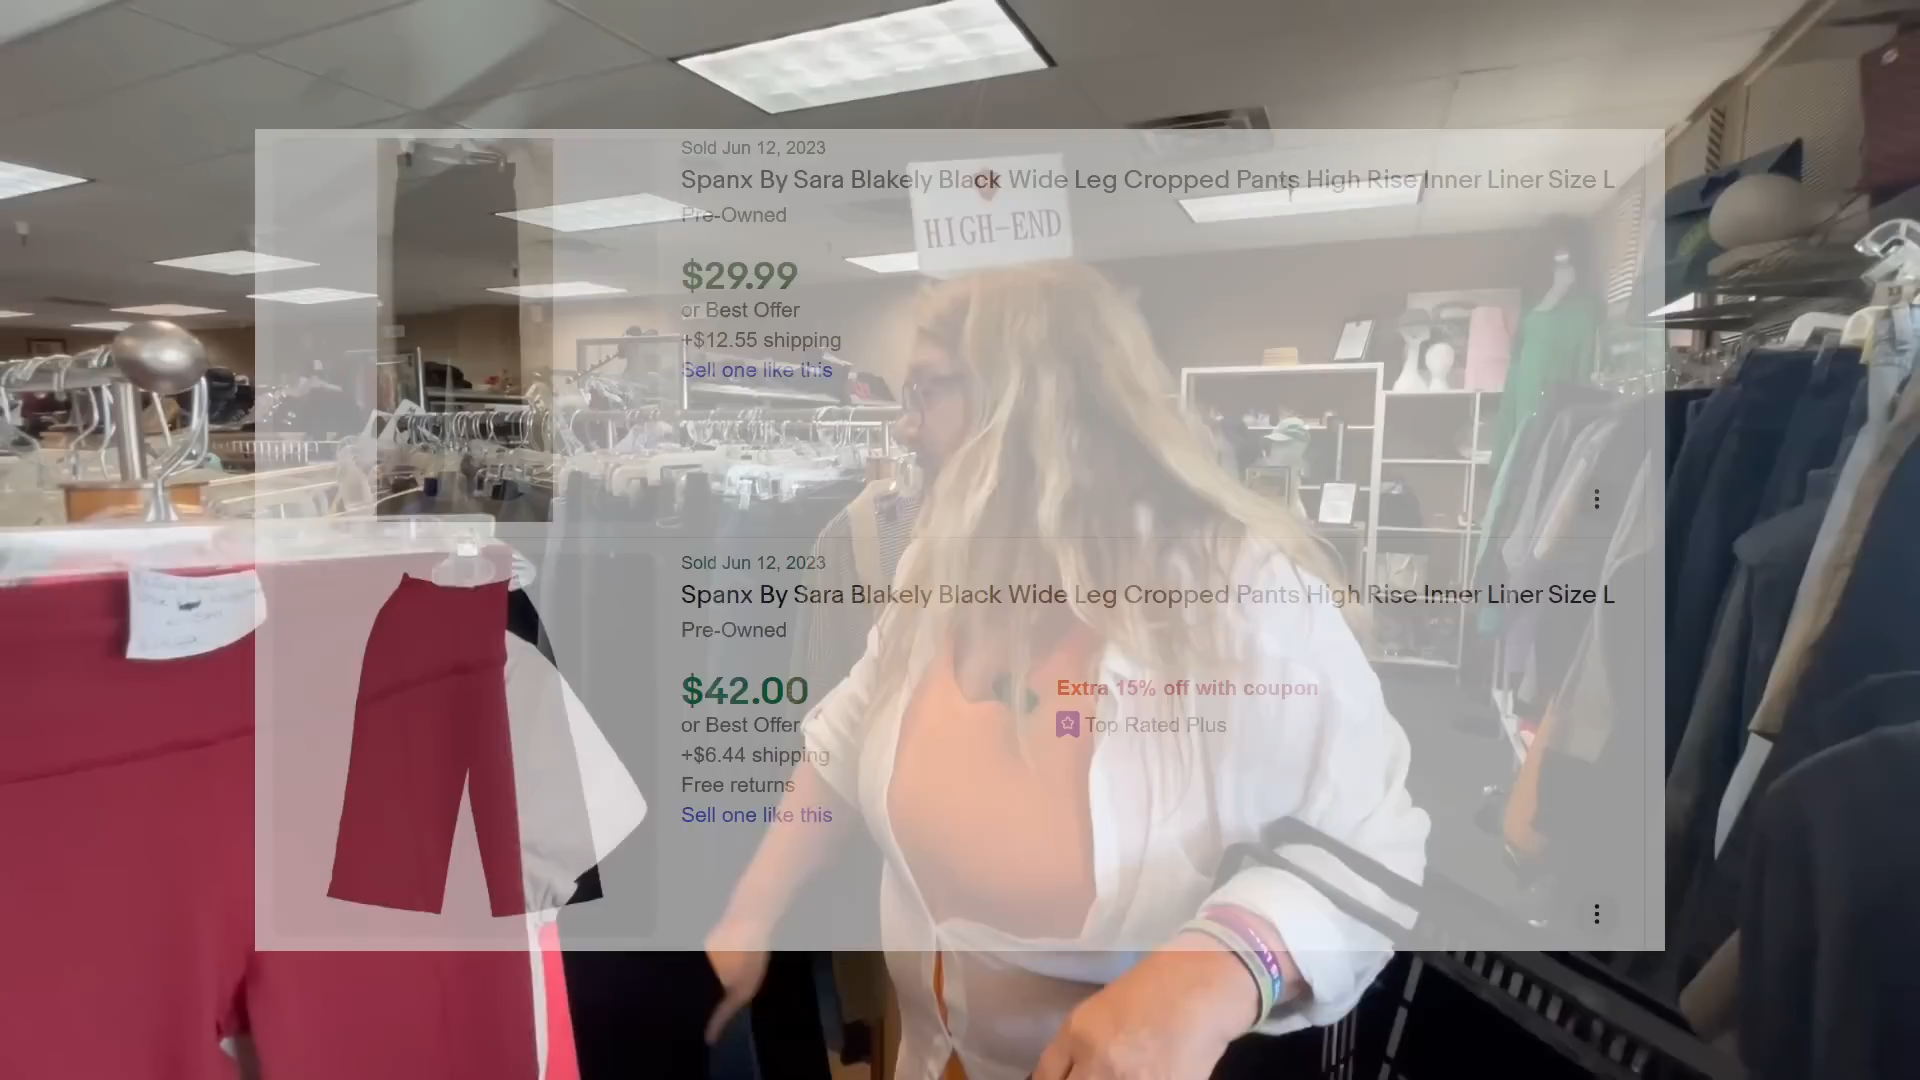 Sold Jun 12, 2023
Spanx By Sara Blakely Black Wide Leg Cropped Pants High Rise Inner Liner Size L
Pre-Owned
HIGH-END
$29.99
or Best Offer
+$12.55 shipping
Sell one like this
Sold Jun 12, 2023
Spanx By Sara Blakely Black Wide Leg Cropped Pants High Rise Inner Liner Size L
Pre-Owned
$42.00
Extra 15% off with coupon
or Best Offer
Top Rated Plus
+$6.44 shipping
Free returns
Sell one like this